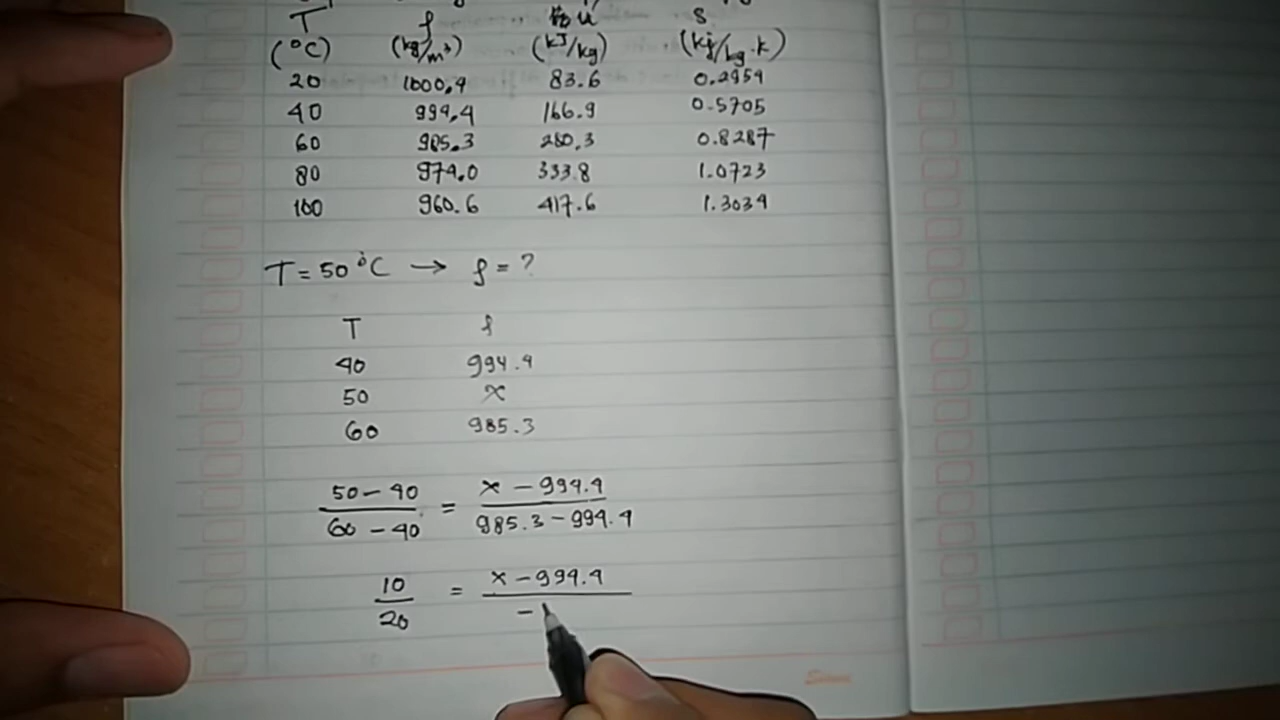 T ρ u s
(°C) (kg/m³) (kJ/kg) (kJ/kg·k)
20 1000.4 83.6 0.2954
40 994.4 166.9 0.5705
60 985.3 250.3 0.8287
80 974.0 333.8 1.0723
100 960.6 417.6 1.3034
T = 50°C → ρ = ?
T ρ
40 994.4
50 x
60 985.3
50 - 40 / 60 - 40 = x - 994.4 / 985.3 - 994.4
10 / 20 = x - 994.4 / -